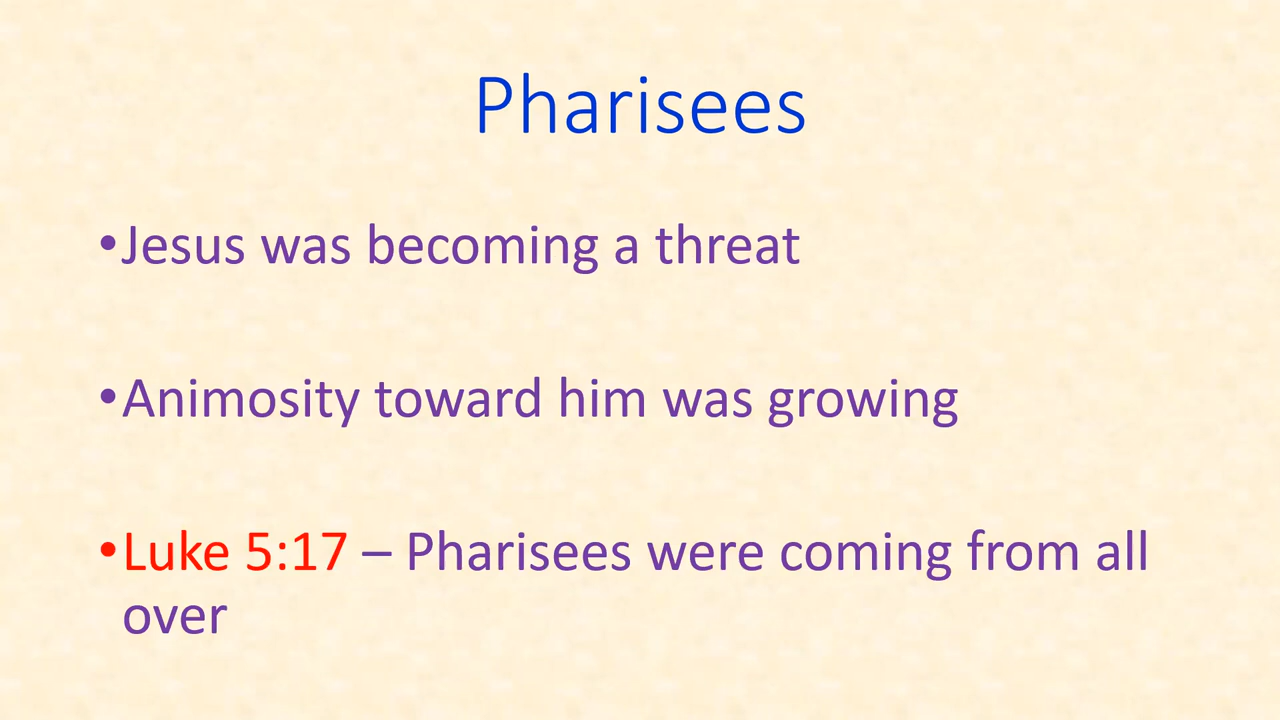 Pharisees
•Jesus was becoming a threat
•Animosity toward him was growing
•Luke 5:17 – Pharisees were coming from all
over